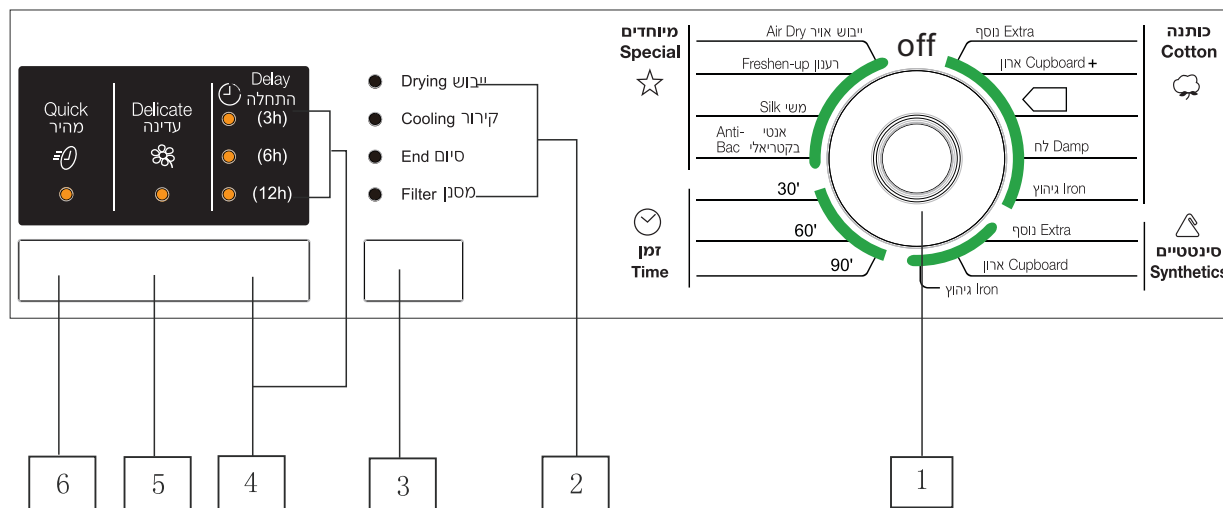 Quick
מהיר
Delicate
עדינה
Delay
התחלה
(3h)
(6h)
(12h)
Drying ייבוש
Cooling קירור
End סיום
Filter מסנן
מיוחדים
Special
Air Dry ייבוש אויר
Freshen-up רענון
Silk משי
Anti-Bac אנטי בקטריאלי
זמן
Time
30'
60'
90'
off
כותנה
Cotton
נוסף Extra
ארון Cupboard +
לח Damp
גיהוץ Iron
סינטטיים
Synthetics
נוסף Extra
ארון Cupboard
גיהוץ Iron
6
5
4
3
2
1